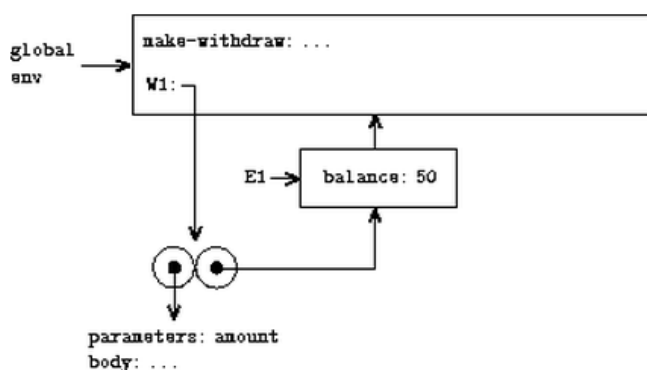 global
env
make-withdraw: ...
W1:
E1
balance: 50
parameters: amount
body: ...